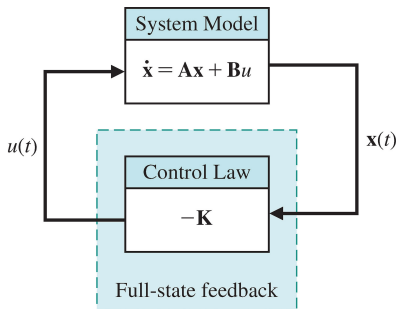 System Model
ẋ = Ax + Bu
u(t)
x(t)
Control Law
−K
Full-state feedback